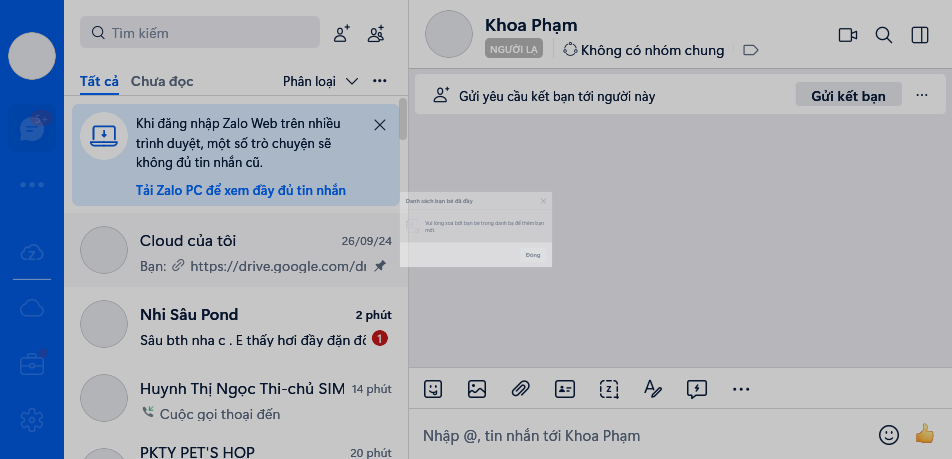 Tìm kiếm
Tất cả
Chưa đọc
Phân loại
5+
Khi đăng nhập Zalo Web trên nhiều
trình duyệt, một số trò chuyện sẽ
không đủ tin nhắn cũ.
Tải Zalo PC để xem đầy đủ tin nhắn
Cloud của tôi
26/09/24
Bạn: https://drive.google.com/dr
Nhi Sâu Pond
2 phút
Sâu bth nha c . E thấy hơi đầy đặn đô
1
Huynh Thị Ngọc Thi-chủ SIM
14 phút
Cuộc gọi thoại đến
PKTY PET'S HOP
20 phút
Khoa Phạm
NGƯỜI LẠ
Không có nhóm chung
Gửi yêu cầu kết bạn tới người này
Gửi kết bạn
Danh sách bạn bè đã đầy
Vui lòng xoá bớt bạn bè trong danh bạ để thêm bạn
mới.
Đóng
Nhập @, tin nhắn tới Khoa Phạm